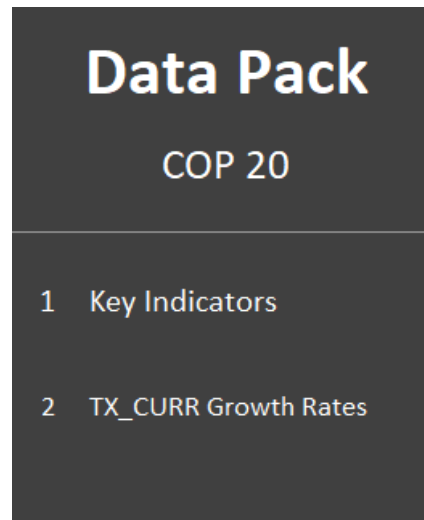 Data Pack
COP 20
1 Key Indicators
2 TX_CURR Growth Rates